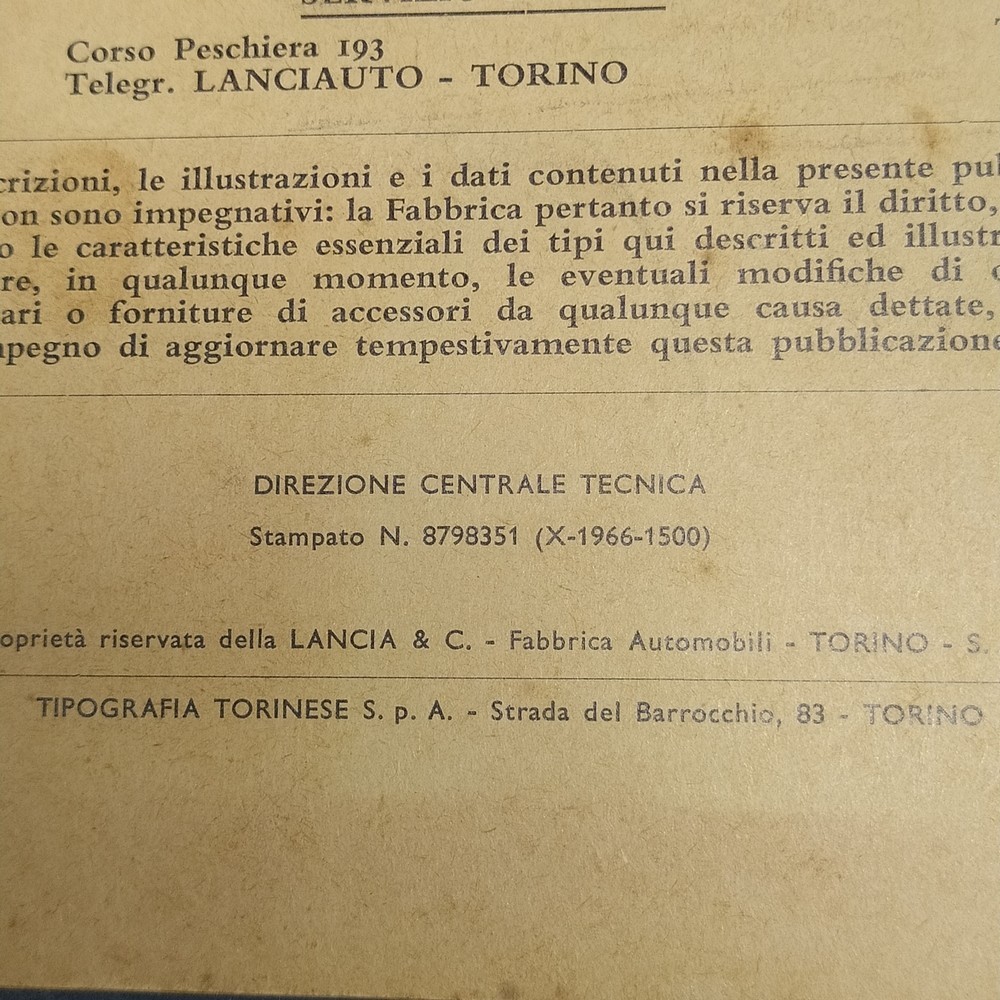 Corso Peschiera 193
Telegr. LANCIAUTO - TORINO
crizioni, le illustrazioni e i dati contenuti nella presente pub
on sono impegnativi: la Fabbrica pertanto si riserva il diritto,
o le caratteristiche essenziali dei tipi qui descritti ed illustr
re, in qualunque momento, le eventuali modifiche di
ari o forniture di accessori da qualunque causa dettate,
mpegno di aggiornare tempestivamente questa pubblicazione
DIREZIONE CENTRALE TECNICA
Stampato N. 8798351 (X-1966-1500)
oprietà riservata della LANCIA & C. - Fabbrica Automobili - TORINO - S.
TIPOGRAFIA TORINESE S. p. A. - Strada del Barrocchio, 83 - TORINO